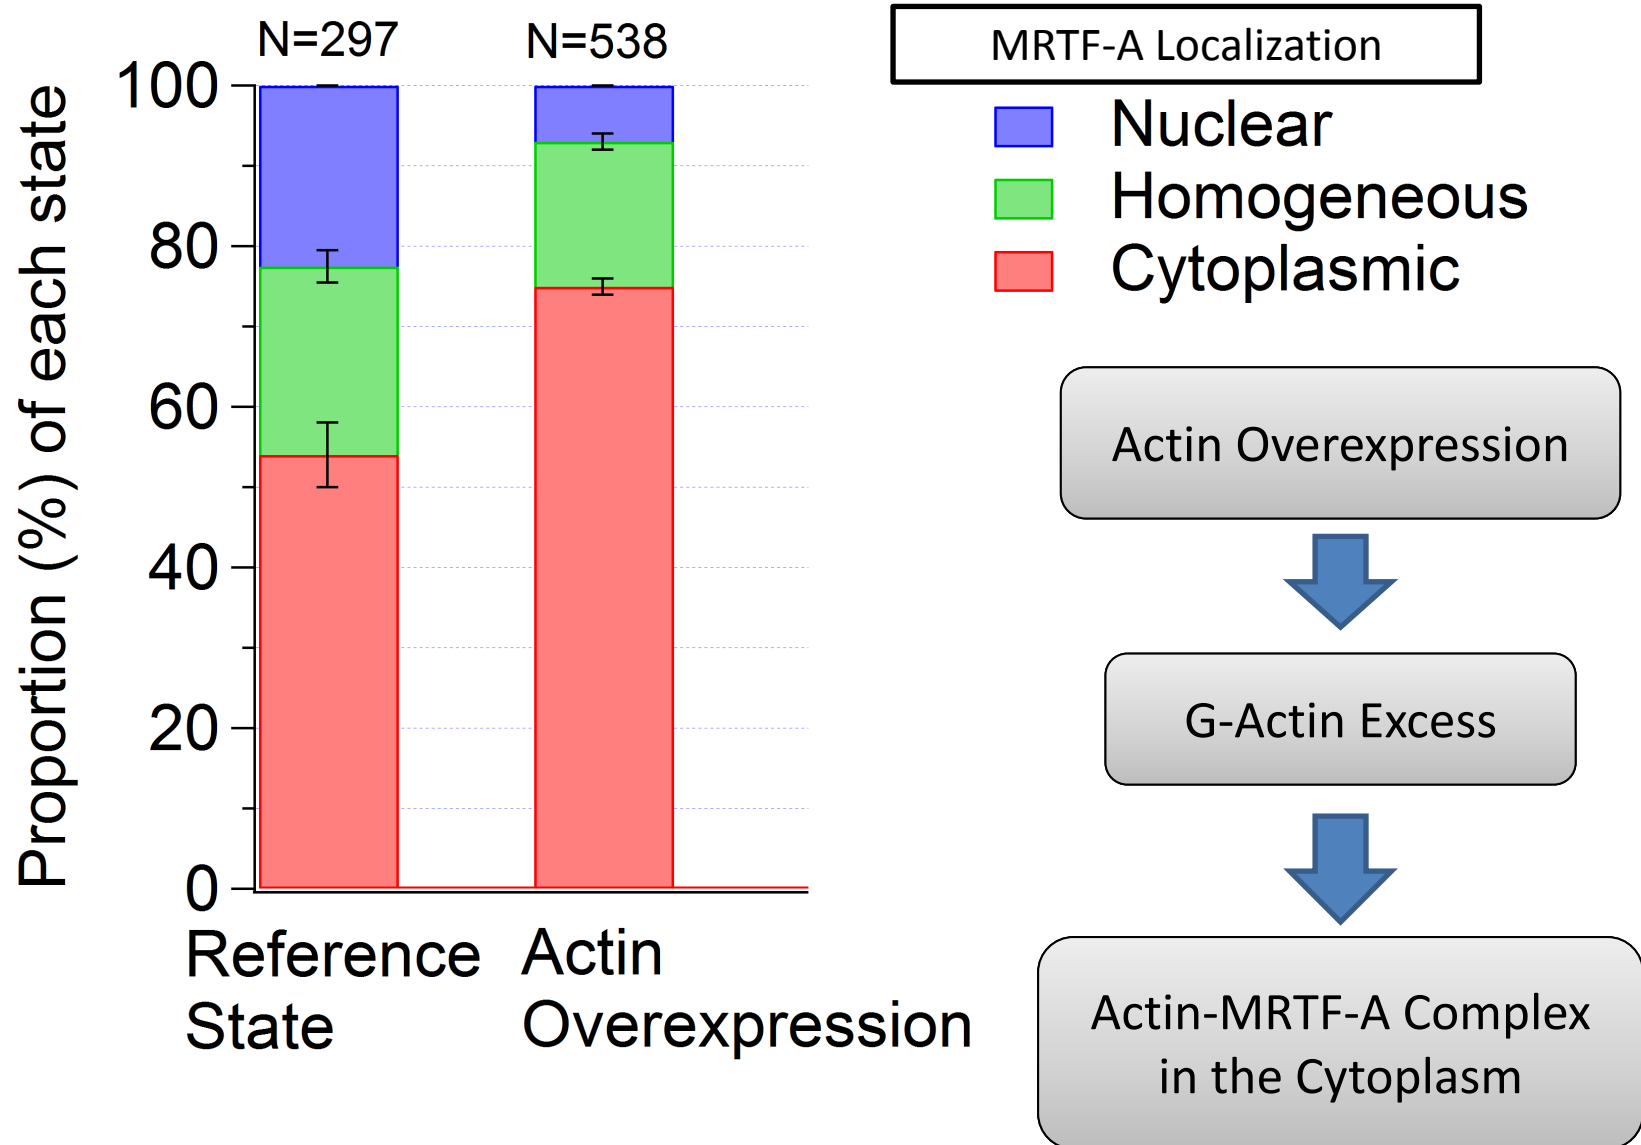 N=297
N=538
MRTF-A Localization
Nuclear
Homogeneous
Cytoplasmic
Proportion (%) of each state
100
80
60
40
20
0
Reference
State
Actin
Overexpression
Actin Overexpression
G-Actin Excess
Actin-MRTF-A Complex
in the Cytoplasm